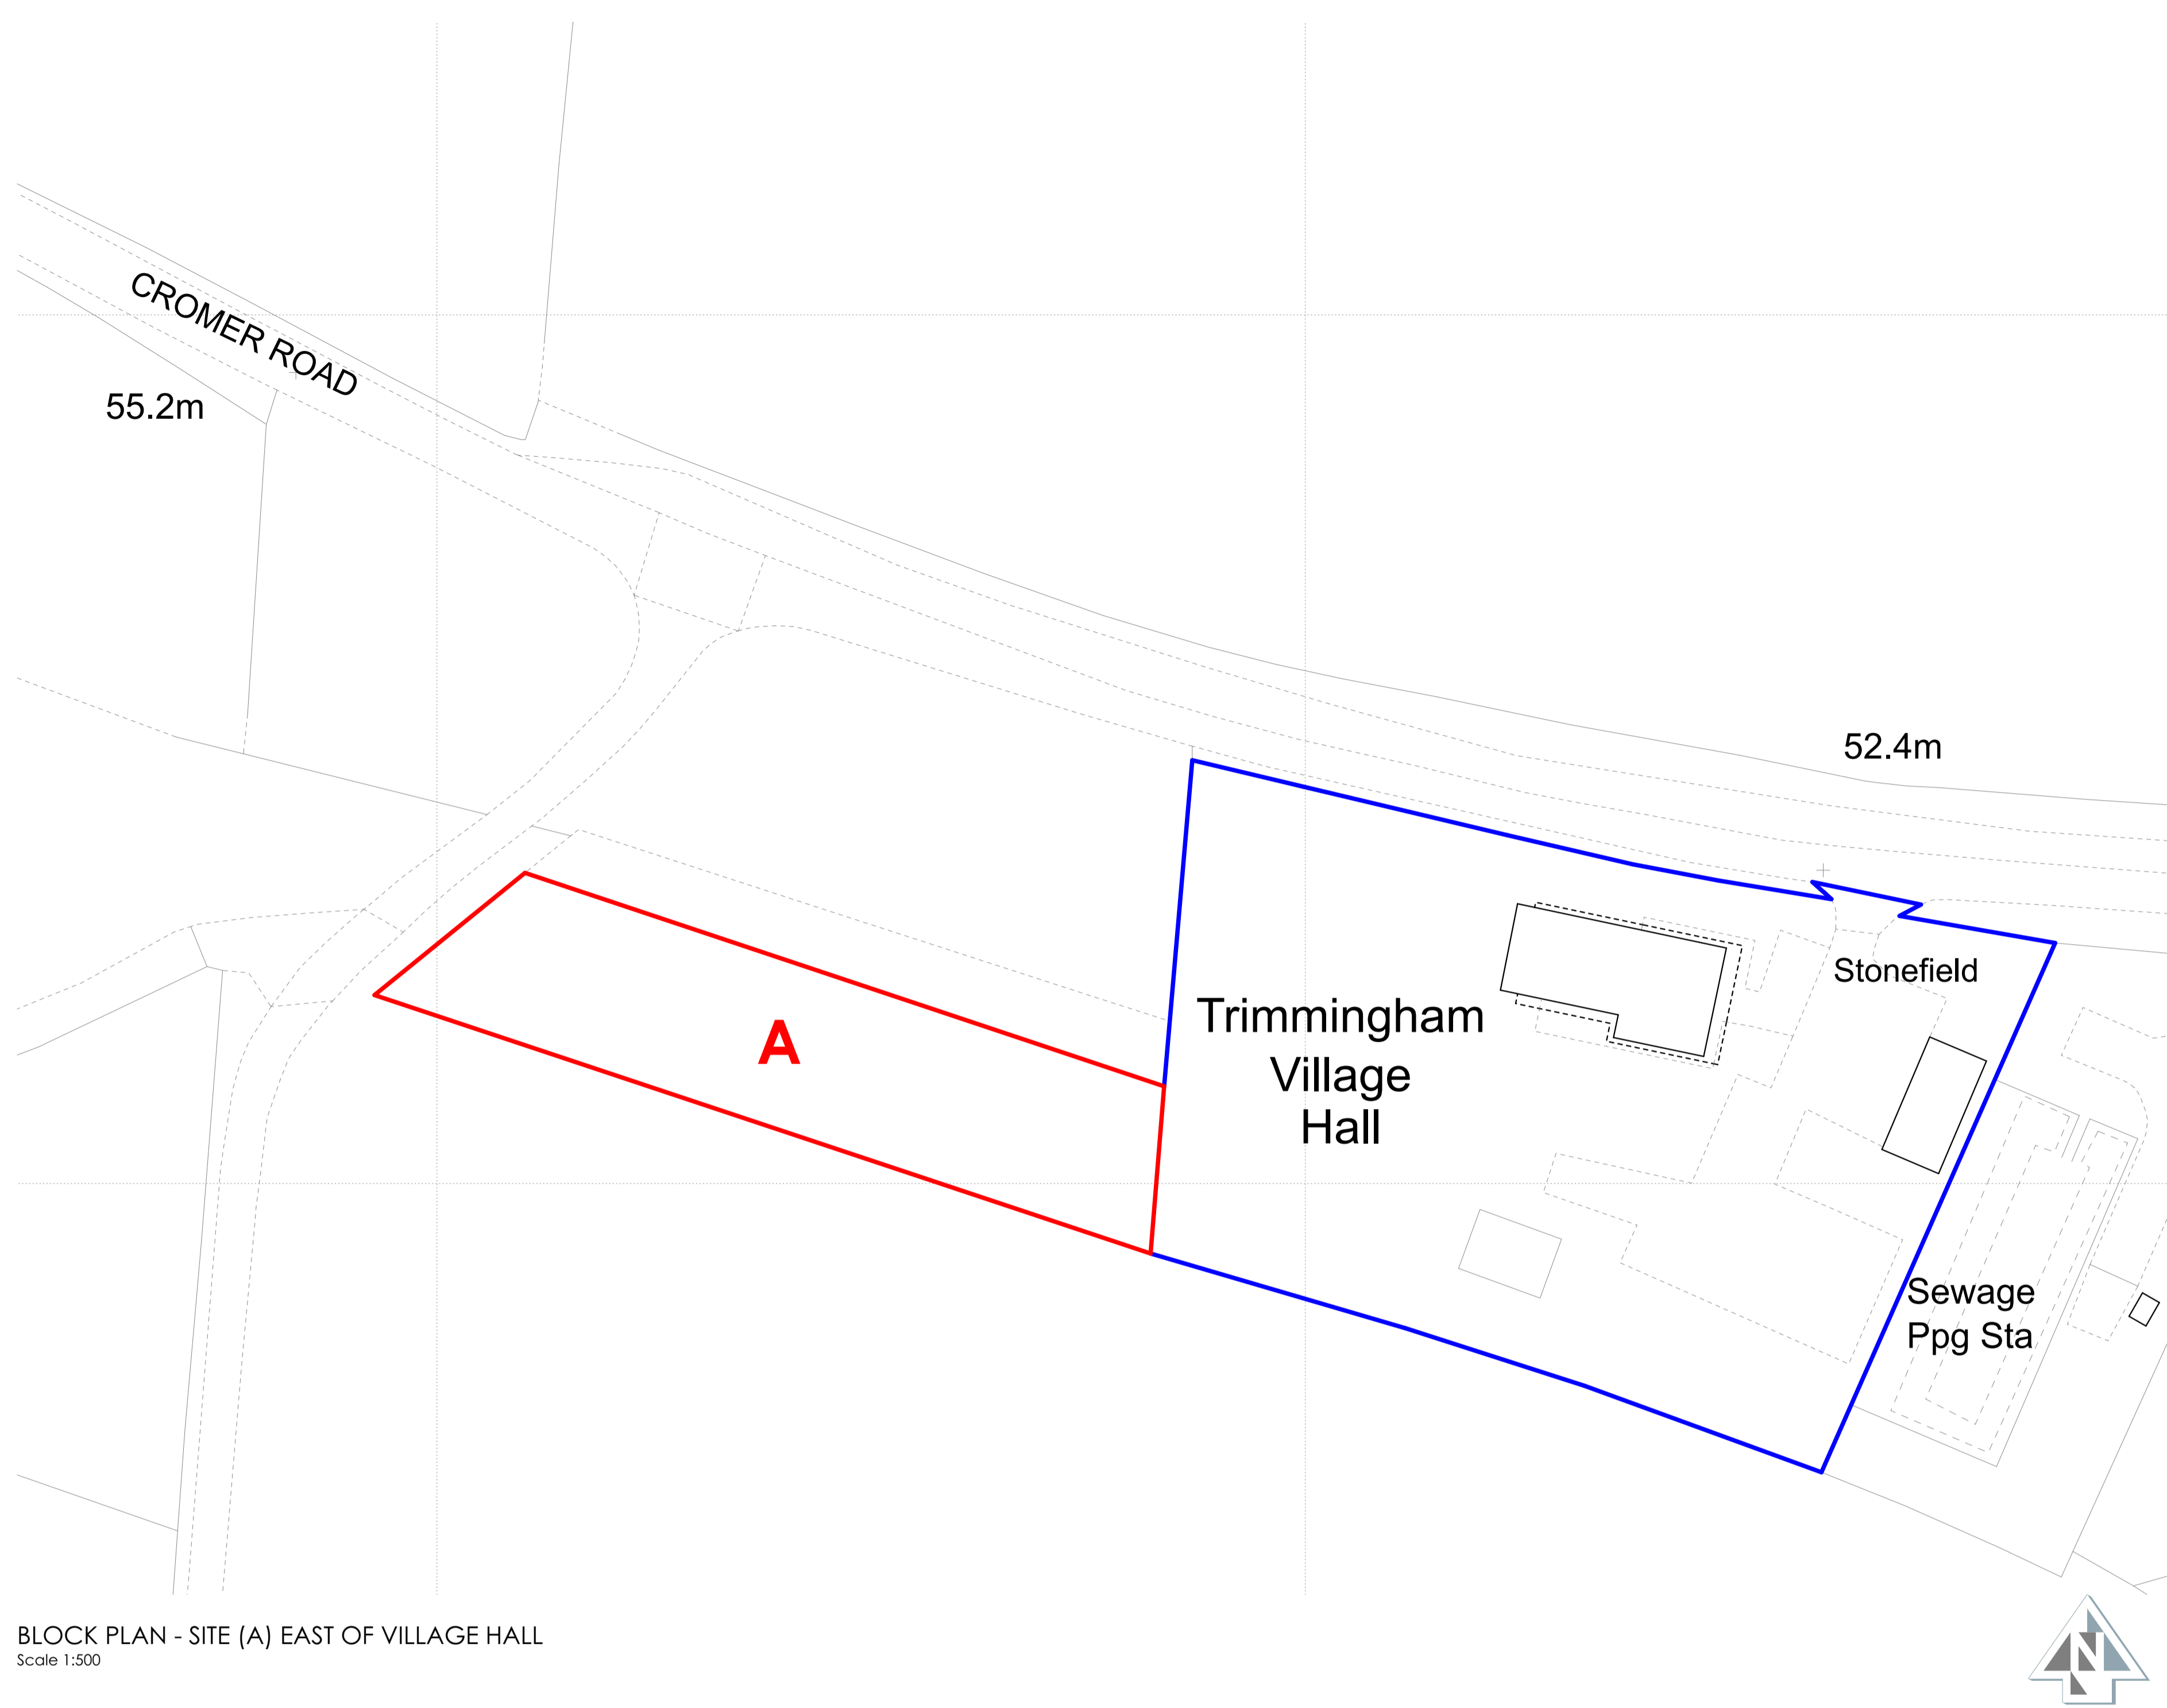 CROMER ROAD
55.2m
52.4m
Stonefield
Trimmingham
Village
Hall
A
Sewage
Ppg Sta
BLOCK PLAN - SITE (A) EAST OF VILLAGE HALL
Scale 1:500
N